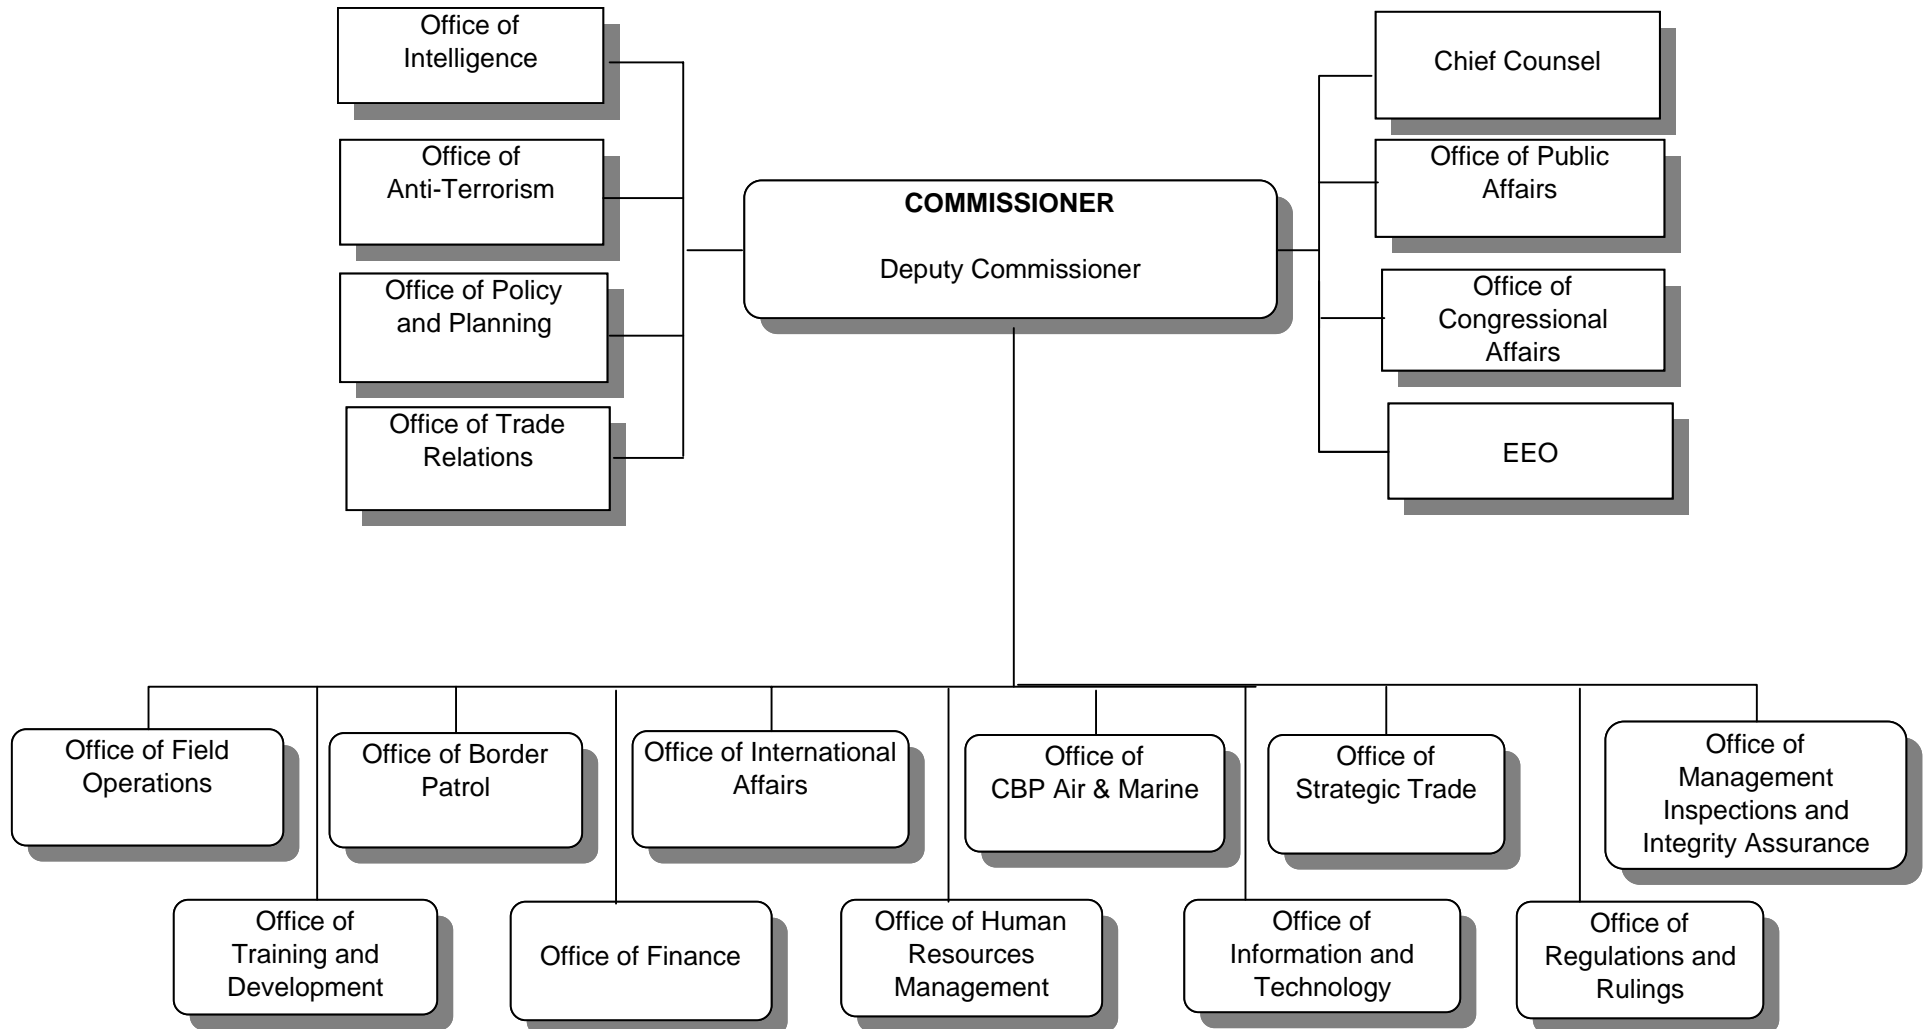 Office of
Intelligence
Office of
Anti-Terrorism
Office of Policy
and Planning
Office of Trade
Relations
COMMISSIONER
Deputy Commissioner
Chief Counsel
Office of Public
Affairs
Office of
Congressional
Affairs
EEO
Office of Field
Operations
Office of Border
Patrol
Office of International
Affairs
Office of
CBP Air & Marine
Office of
Strategic Trade
Office of
Management
Inspections and
Integrity Assurance
Office of
Training and
Development
Office of Finance
Office of Human
Resources
Management
Office of
Information and
Technology
Office of
Regulations and
Rulings